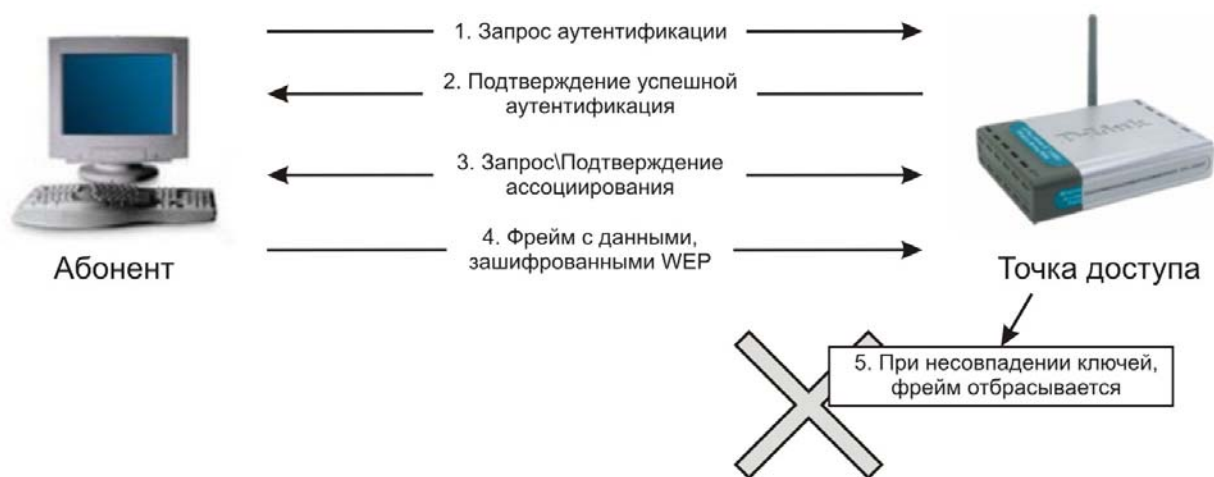 1. Запрос аутентификации
2. Подтверждение успешной
аутентификация
3. Запрос\Подтверждение
ассоциирования
4. Фрейм с данными,
зашифрованными WEP
Абонент
Точка доступа
5. При несовпадении ключей,
фрейм отбрасывается